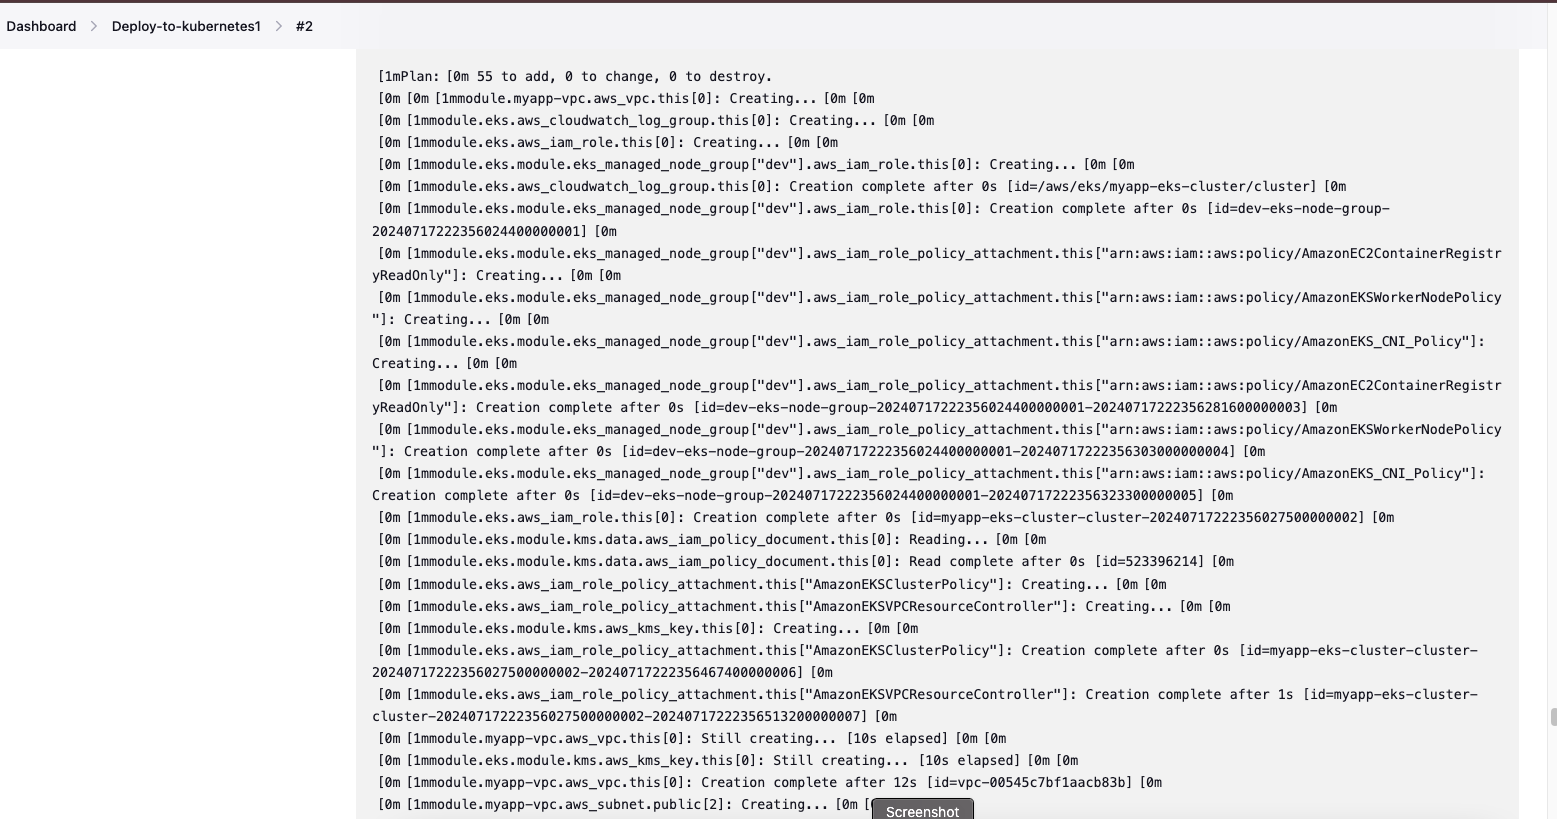 Dashboard > Deploy-to-kubernetes1 > #2
[1mPlan: [0m 55 to add, 0 to change, 0 to destroy.
[0m [0m [1mmodule.myapp-vpc.aws_vpc.this[0]: Creating... [0m [0m
[0m [1mmodule.eks.aws_cloudwatch_log_group.this[0]: Creating... [0m [0m
[0m [1mmodule.eks.aws_iam_role.this[0]: Creating... [0m [0m
[0m [1mmodule.eks.module.eks_managed_node_group["dev"].aws_iam_role.this[0]: Creating... [0m [0m
[0m [1mmodule.eks.aws_cloudwatch_log_group.this[0]: Creation complete after 0s [id=/aws/eks/myapp-eks-cluster/cluster] [0m
[0m [1mmodule.eks.module.eks_managed_node_group["dev"].aws_iam_role.this[0]: Creation complete after 0s [id=dev-eks-node-group-
20240717222356024400000001] [0m
[0m [1mmodule.eks.module.eks_managed_node_group["dev"].aws_iam_role_policy_attachment.this["arn:aws:iam::aws:policy/AmazonEC2ContainerRegistr
yReadOnly"]: Creating... [0m [0m
[0m [1mmodule.eks.module.eks_managed_node_group["dev"].aws_iam_role_policy_attachment.this["arn:aws:iam::aws:policy/AmazonEKSWorkerNodePolicy
"]: Creating... [0m [0m
[0m [1mmodule.eks.module.eks_managed_node_group["dev"].aws_iam_role_policy_attachment.this["arn:aws:iam::aws:policy/AmazonEKS_CNI_Policy"]:
Creating... [0m [0m
[0m [1mmodule.eks.module.eks_managed_node_group["dev"].aws_iam_role_policy_attachment.this["arn:aws:iam::aws:policy/AmazonEC2ContainerRegistr
yReadOnly"]: Creation complete after 0s [id=dev-eks-node-group-20240717222356024400000001-20240717222356281600000003] [0m
[0m [1mmodule.eks.module.eks_managed_node_group["dev"].aws_iam_role_policy_attachment.this["arn:aws:iam::aws:policy/AmazonEKSWorkerNodePolicy
"]: Creation complete after 0s [id=dev-eks-node-group-20240717222356024400000001-20240717222356303000000004] [0m
[0m [1mmodule.eks.module.eks_managed_node_group["dev"].aws_iam_role_policy_attachment.this["arn:aws:iam::aws:policy/AmazonEKS_CNI_Policy"]:
Creation complete after 0s [id=dev-eks-node-group-20240717222356024400000001-20240717222356323300000005] [0m
[0m [1mmodule.eks.aws_iam_role.this[0]: Creation complete after 0s [id=myapp-eks-cluster-cluster-20240717222356027500000002] [0m
[0m [1mmodule.eks.module.kms.data.aws_iam_policy_document.this[0]: Reading... [0m [0m
[0m [1mmodule.eks.module.kms.data.aws_iam_policy_document.this[0]: Read complete after 0s [id=523396214] [0m
[0m [1mmodule.eks.aws_iam_role_policy_attachment.this["AmazonEKSClusterPolicy"]: Creating... [0m [0m
[0m [1mmodule.eks.aws_iam_role_policy_attachment.this["AmazonEKSVPCResourceController"]: Creating... [0m [0m
[0m [1mmodule.eks.module.kms.aws_kms_key.this[0]: Creating... [0m [0m
[0m [1mmodule.eks.aws_iam_role_policy_attachment.this["AmazonEKSClusterPolicy"]: Creation complete after 0s [id=myapp-eks-cluster-cluster-
20240717222356027500000002-20240717222356467400000006] [0m
[0m [1mmodule.eks.aws_iam_role_policy_attachment.this["AmazonEKSVPCResourceController"]: Creation complete after 1s [id=myapp-eks-cluster-
cluster-20240717222356027500000002-20240717222356513200000007] [0m
[0m [1mmodule.myapp-vpc.aws_vpc.this[0]: Still creating... [10s elapsed] [0m [0m
[0m [1mmodule.eks.module.kms.aws_kms_key.this[0]: Still creating... [10s elapsed] [0m [0m
[0m [1mmodule.myapp-vpc.aws_vpc.this[0]: Creation complete after 12s [id=vpc-00545c7bf1aacb83b] [0m
[0m [1mmodule.myapp-vpc.aws_subnet.public[2]: Creating... [0m [
Screenshot